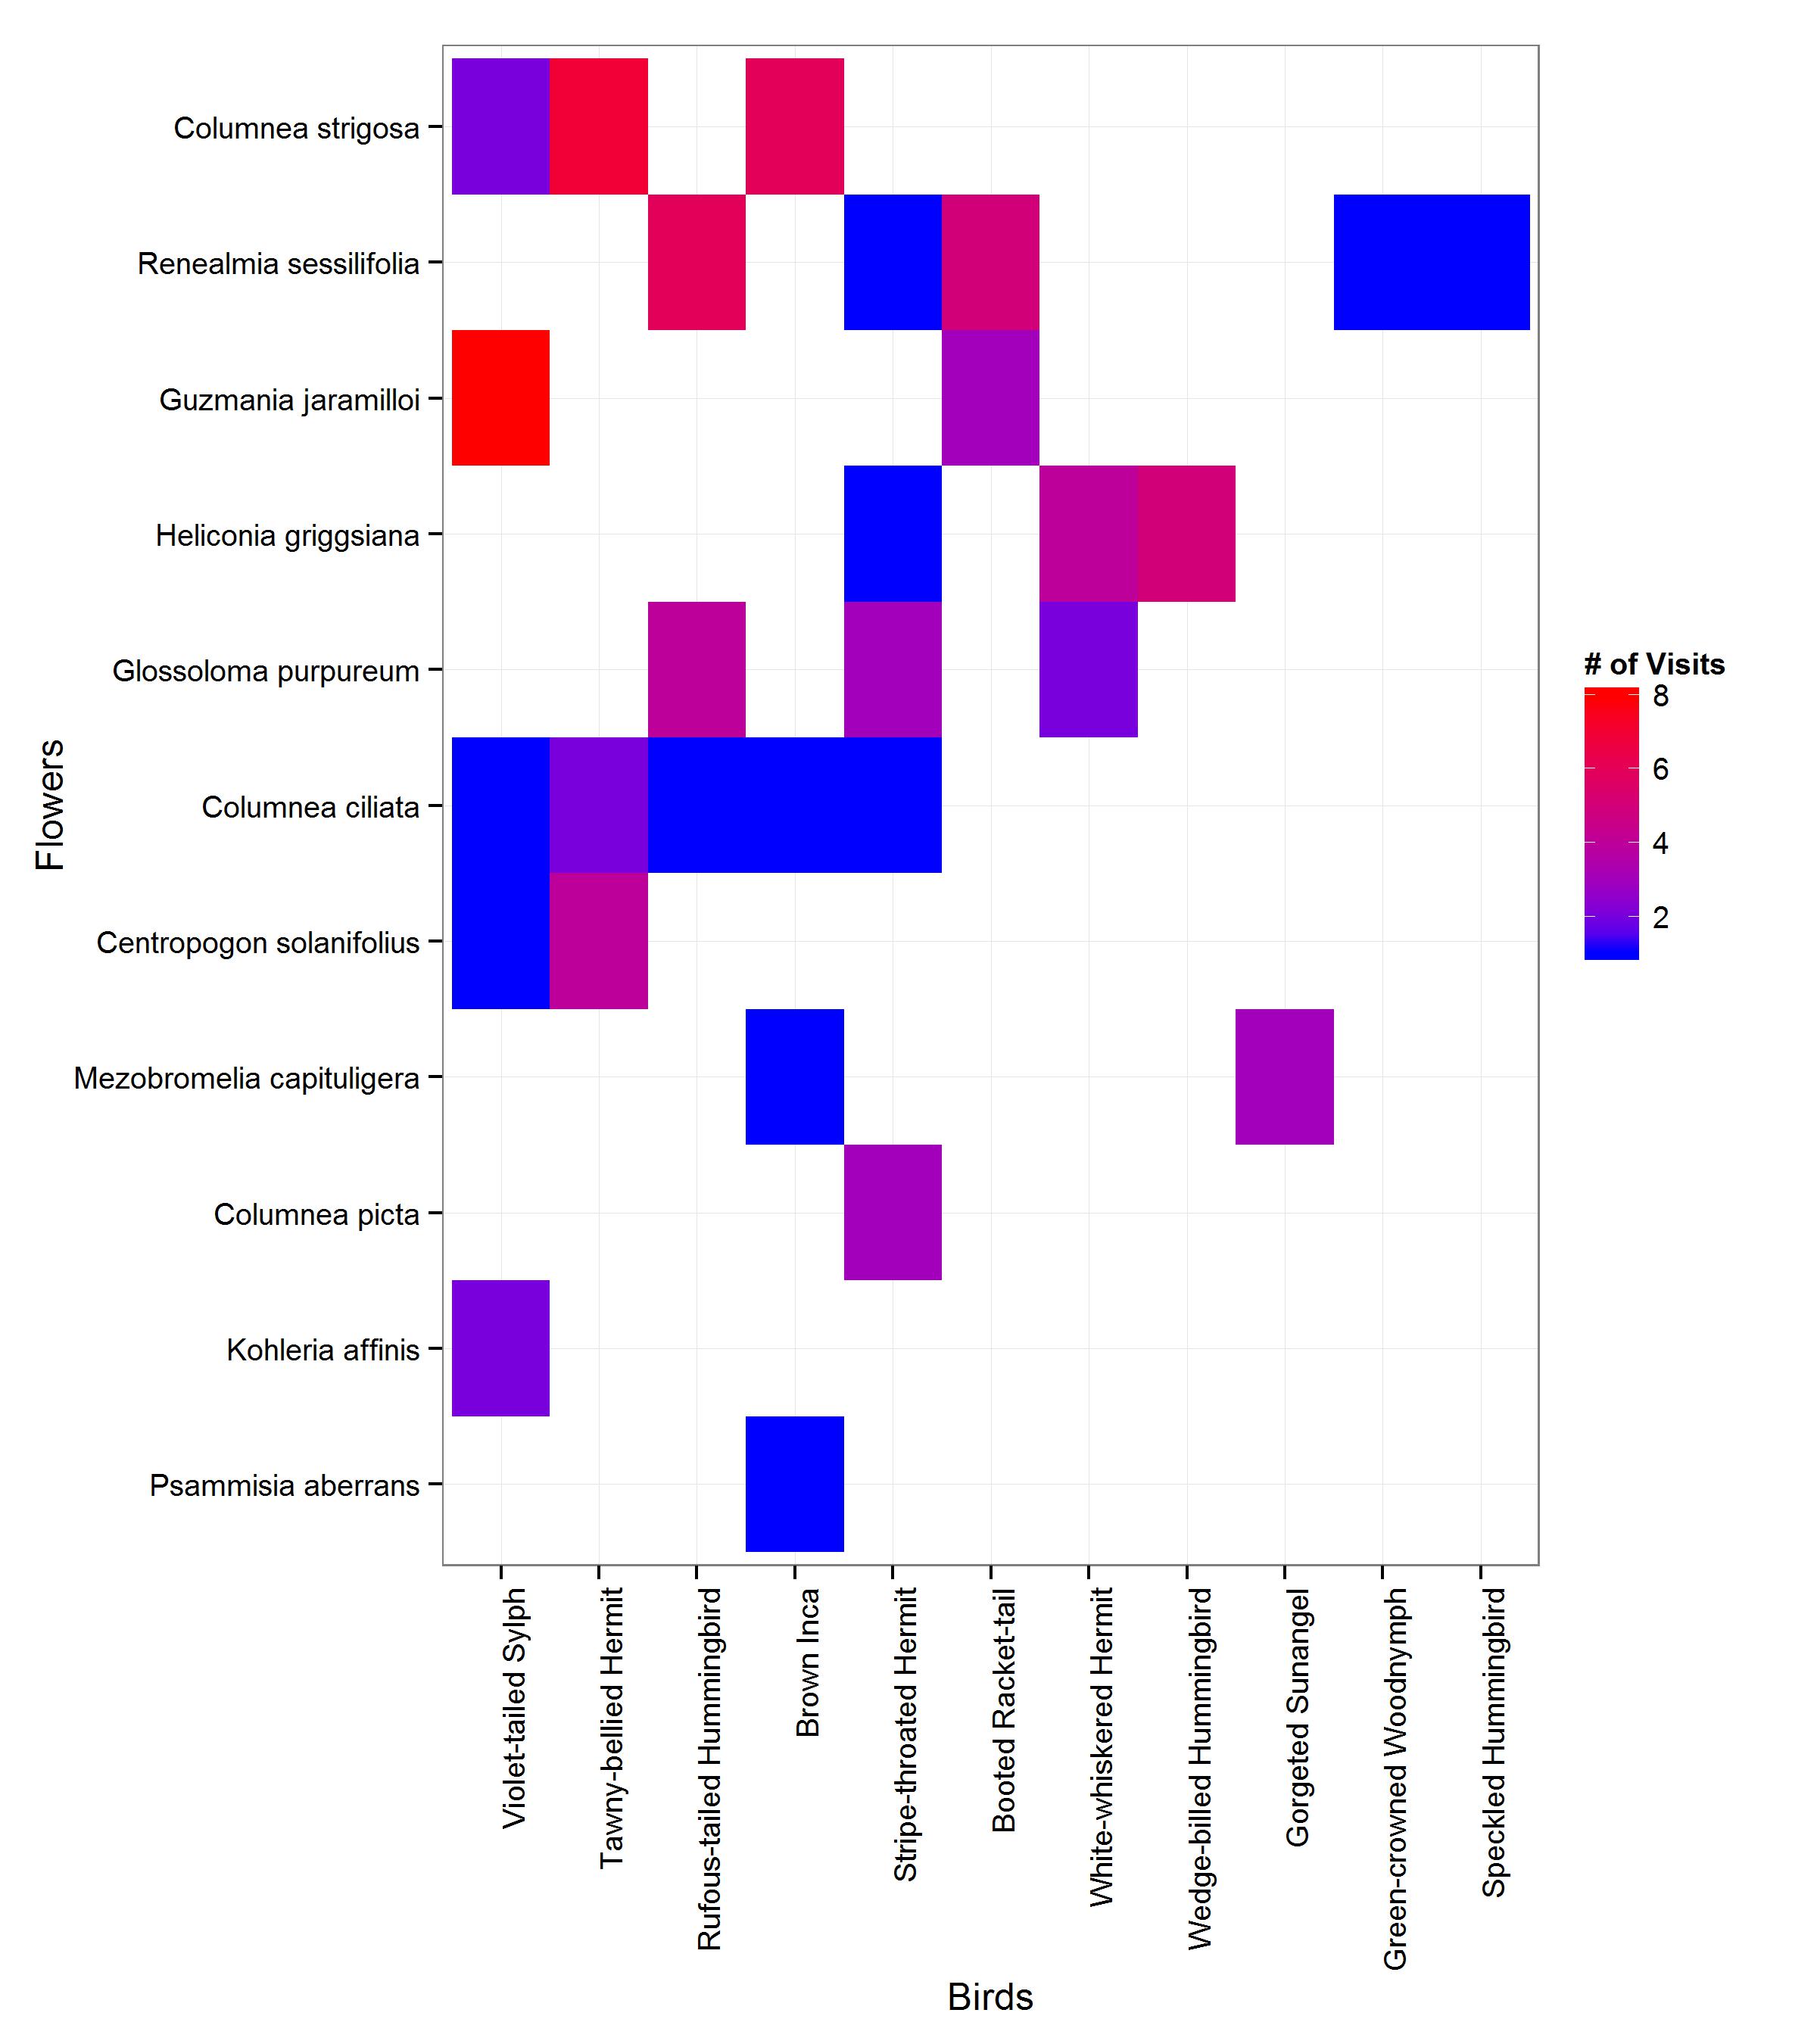 Columnea strigosa
Renealmia sessilifolia
Guzmania jaramilloi
Heliconia griggsiana
Glossoloma purpureum
Columnea ciliata
Centropogon solanifolius
Mezobromelia capituligera
Columnea picta
Kohleria affinis
Psammisia aberrans
Flowers
Violet-tailed Sylph
Tawny-bellied Hermit
Rufous-tailed Hummingbird
Brown Inca
Stripe-throated Hermit
Booted Racket-tail
White-whiskered Hermit
Wedge-billed Hummingbird
Gorgeted Sunangel
Green-crowned Woodnymph
Speckled Hummingbird
Birds
# of Visits
8
6
4
2